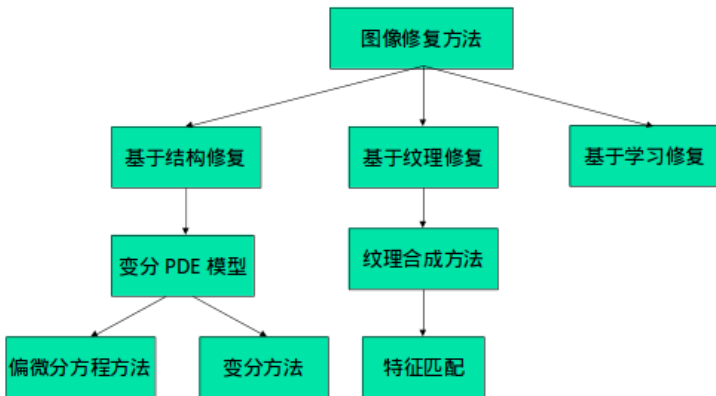 图像修复方法
基于结构修复
基于纹理修复
基于学习修复
变分 PDE 模型
纹理合成方法
偏微分方程方法
变分方法
特征匹配